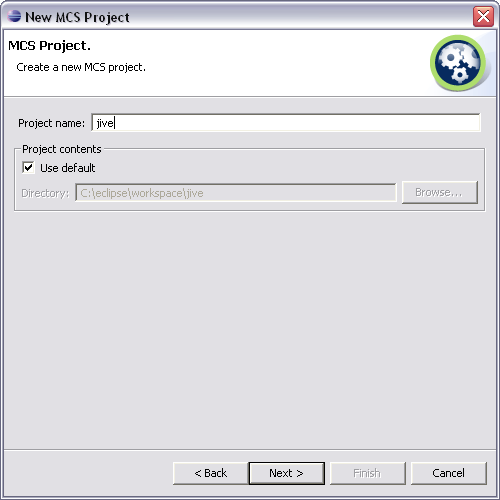 New MCS Project
MCS Project.
Create a new MCS project.
Project name: jive
Project contents
Use default
Directory: C:\eclipse\workspace\jive Browse...
< Back Next > Finish Cancel